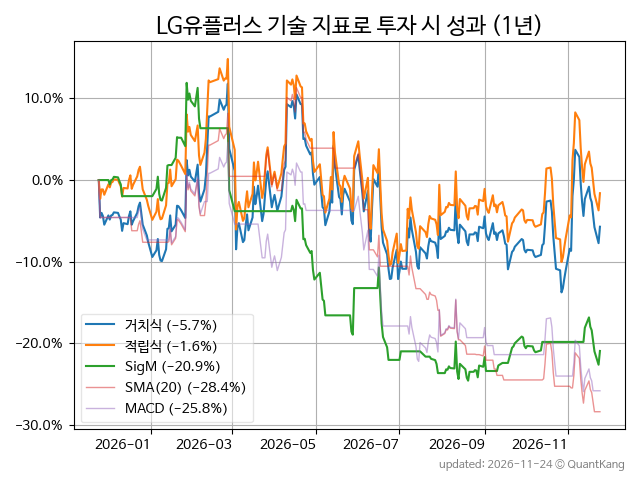 LG유플러스 기술 지표로 투자 시 성과 (1년)
10.0%
0.0%
−10.0%
−20.0%
−30.0%
거치식 (−5.7%)
적립식 (−1.6%)
SigM (−20.9%)
SMA(20) (−28.4%)
MACD (−25.8%)
2026−01 2026−03 2026−05 2026−07 2026−09 2026−11
updated: 2026−11−24 © QuantKang